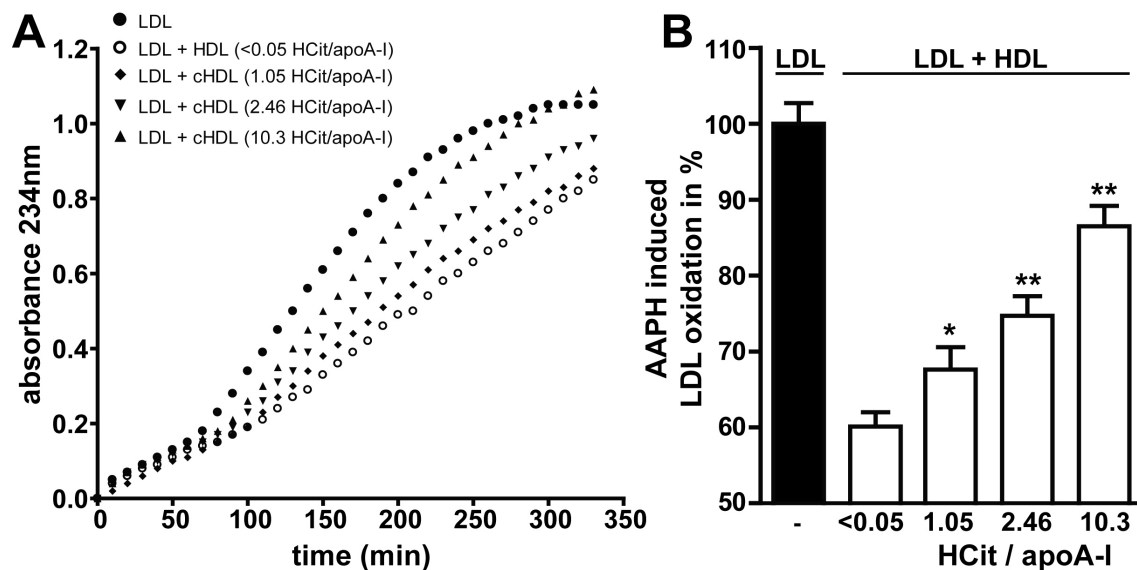 A
LDL
LDL + HDL (<0.05 HCit/apoA-I)
LDL + cHDL (1.05 HCit/apoA-I)
LDL + cHDL (2.46 HCit/apoA-I)
LDL + cHDL (10.3 HCit/apoA-I)
absorbance 234nm
1.2
1.0
0.8
0.6
0.4
0.2
0.0
0 50 100 150 200 250 300 350
time (min)
B
LDL LDL + HDL
AAPH induced
LDL oxidation in %
110
100
90
80
70
60
50
* ** **
- <0.05 1.05 2.46 10.3
HCit / apoA-I